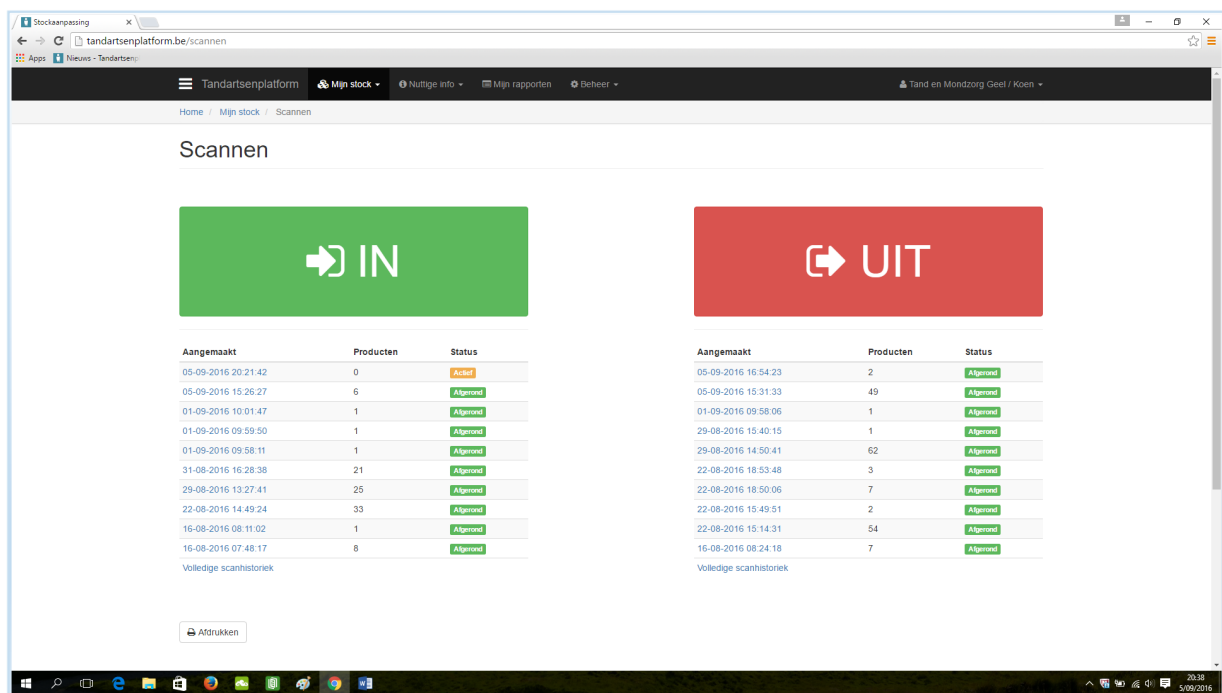 Stockaanpassing
tandartsenplatform.be/scannen
Apps Nieuws - Tandartsenp
Tandartsenplatform Mijn stock Nuttige info Mijn rapporten Beheer Tand en Mondzorg Geel / Koen
Home / Mijn stock / Scannen
Scannen
IN
UIT
Aangemaakt Producten Status
05-09-2016 20:21:42 0 Actief
05-09-2016 15:26:27 6 Afgerond
01-09-2016 10:01:47 1 Afgerond
01-09-2016 09:59:50 1 Afgerond
01-09-2016 09:58:11 1 Afgerond
31-08-2016 16:28:38 21 Afgerond
29-08-2016 13:27:41 25 Afgerond
22-08-2016 14:49:24 33 Afgerond
16-08-2016 08:11:02 1 Afgerond
16-08-2016 07:48:17 8 Afgerond
Volledige scanhistoriek
Aangemaakt Producten Status
05-09-2016 16:54:23 2 Afgerond
05-09-2016 15:31:33 49 Afgerond
01-09-2016 09:58:06 1 Afgerond
29-08-2016 15:40:15 1 Afgerond
29-08-2016 14:50:41 62 Afgerond
22-08-2016 18:53:48 3 Afgerond
22-08-2016 18:50:06 7 Afgerond
22-08-2016 15:49:51 2 Afgerond
22-08-2016 15:14:31 54 Afgerond
16-08-2016 08:24:18 7 Afgerond
Volledige scanhistoriek
Afdrukken
20:38
5/09/2016